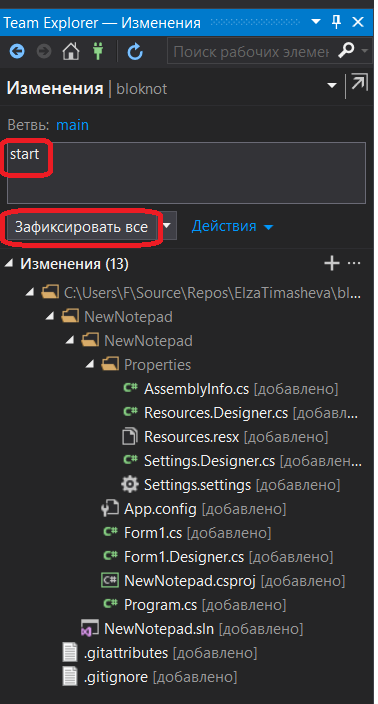 Team Explorer — Изменения
Поиск рабочих элемен
Изменения | bloknot
Ветвь: main
start
Зафиксировать все
Действия
Изменения (13)
C:\Users\F\Source\Repos\ElzaTimasheva\bl...
NewNotepad
NewNotepad
Properties
AssemblyInfo.cs [добавлено]
Resources.Designer.cs [добавл...
Resources.resx [добавлено]
Settings.Designer.cs [добавлен...
Settings.settings [добавлено]
App.config [добавлено]
Form1.cs [добавлено]
Form1.Designer.cs [добавлено]
NewNotepad.csproj [добавлено]
Program.cs [добавлено]
NewNotepad.sln [добавлено]
.gitattributes [добавлено]
.gitignore [добавлено]